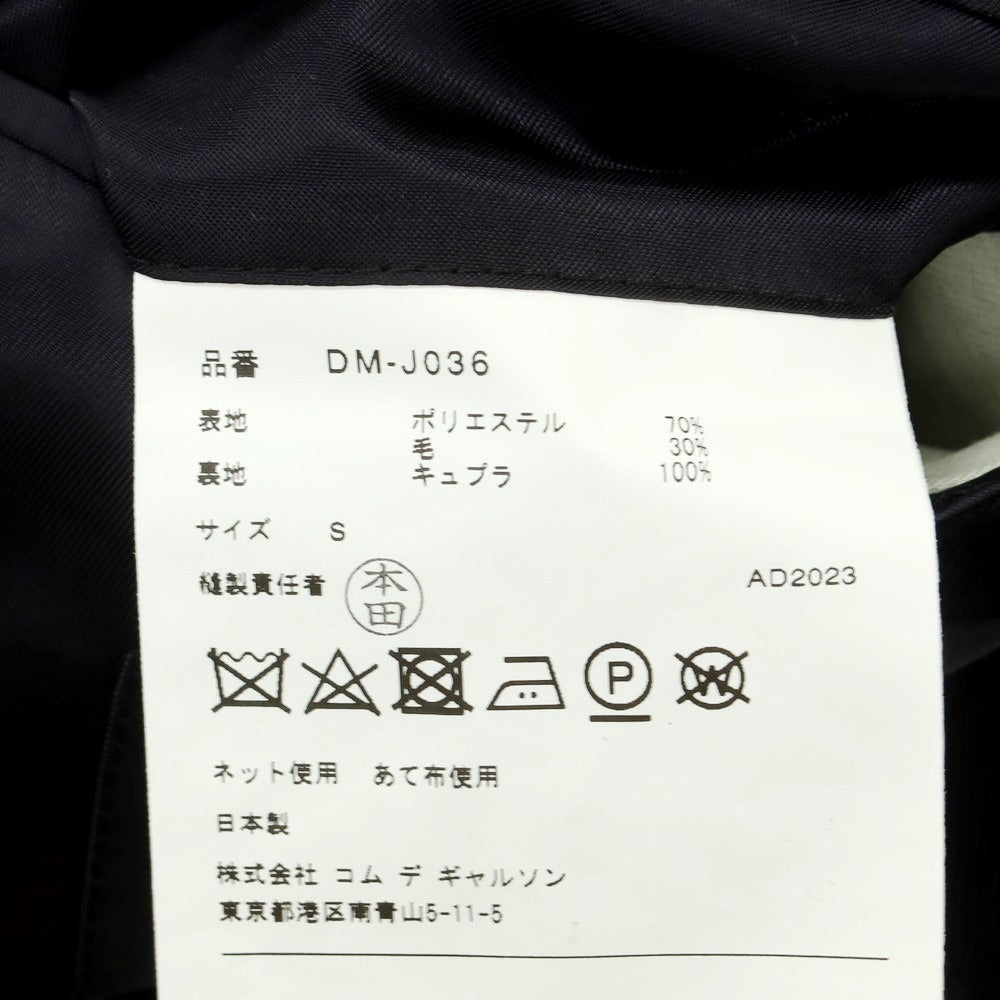 品番 DM-J036
表地 ポリエステル 70%
毛 30%
裏地 キュプラ 100%
サイズ S
縫製責任者 本田
AD2023
P W
ネット使用 あて布使用
日本製
株式会社 コム デ ギャルソン
東京都港区南青山5-11-5